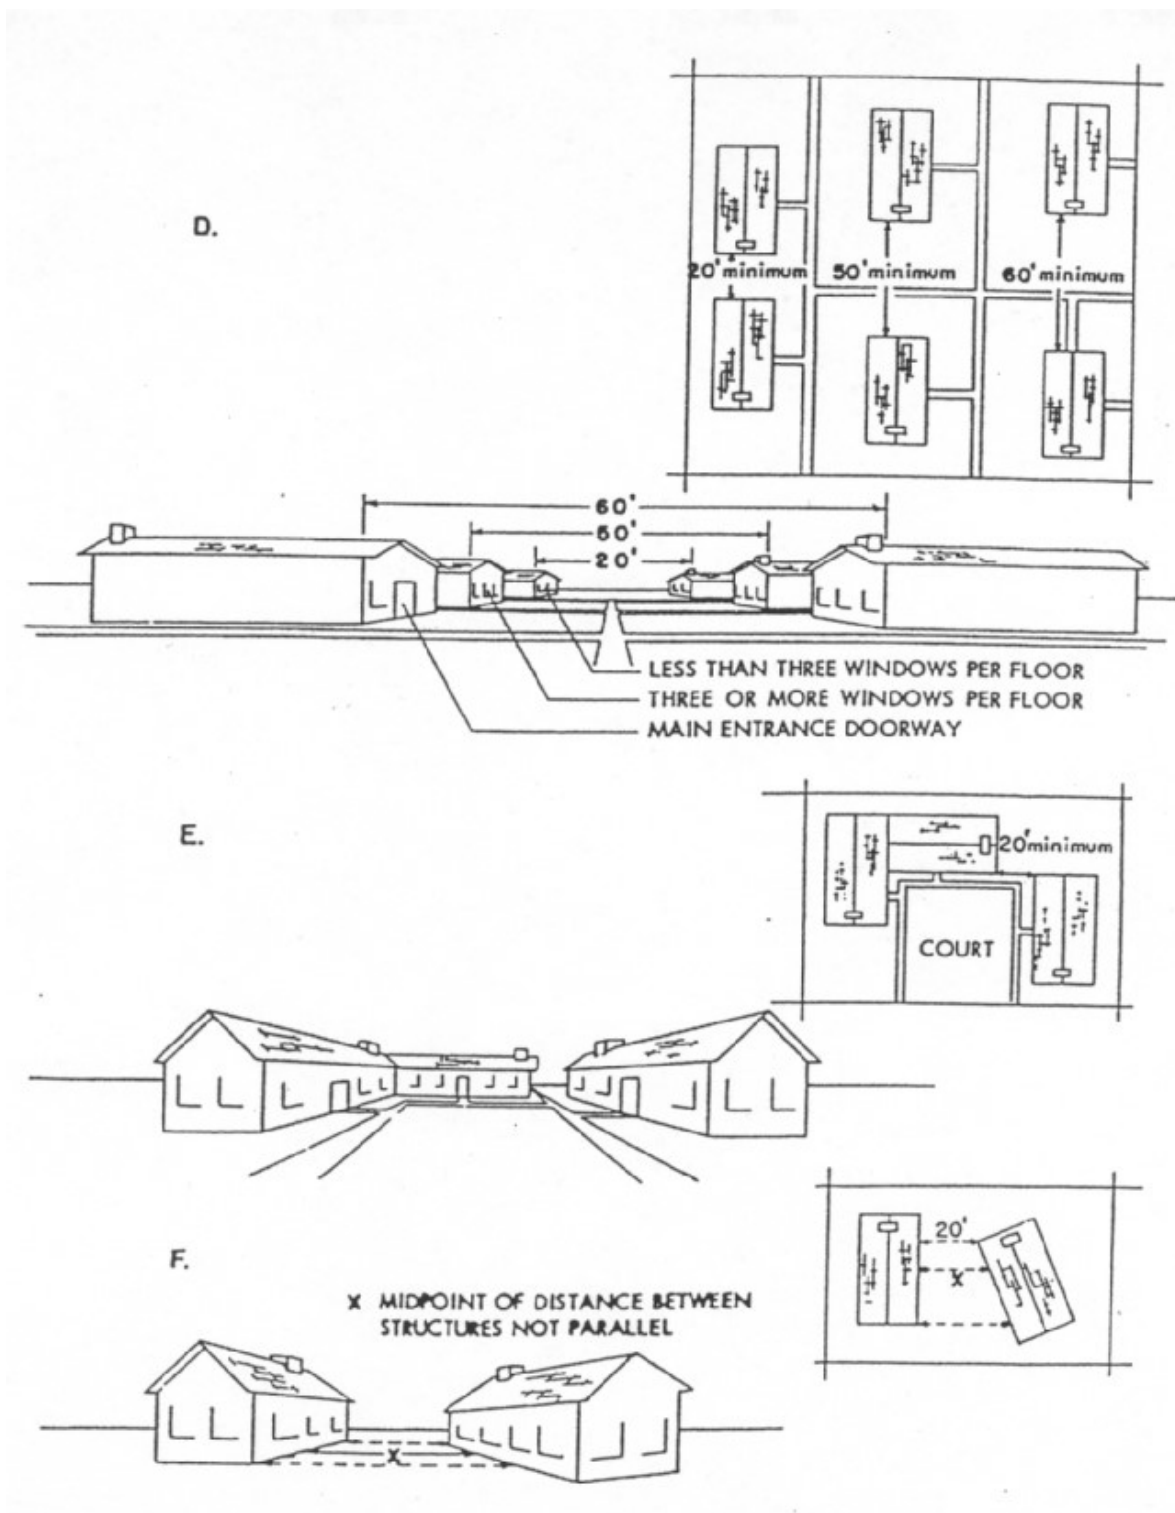 D.
20' minimum 50' minimum 60' minimum
60'
50'
20'
LESS THAN THREE WINDOWS PER FLOOR
THREE OR MORE WINDOWS PER FLOOR
MAIN ENTRANCE DOORWAY
E.
20' minimum
COURT
F.
20'
X
X MIDPOINT OF DISTANCE BETWEEN
STRUCTURES NOT PARALLEL
X